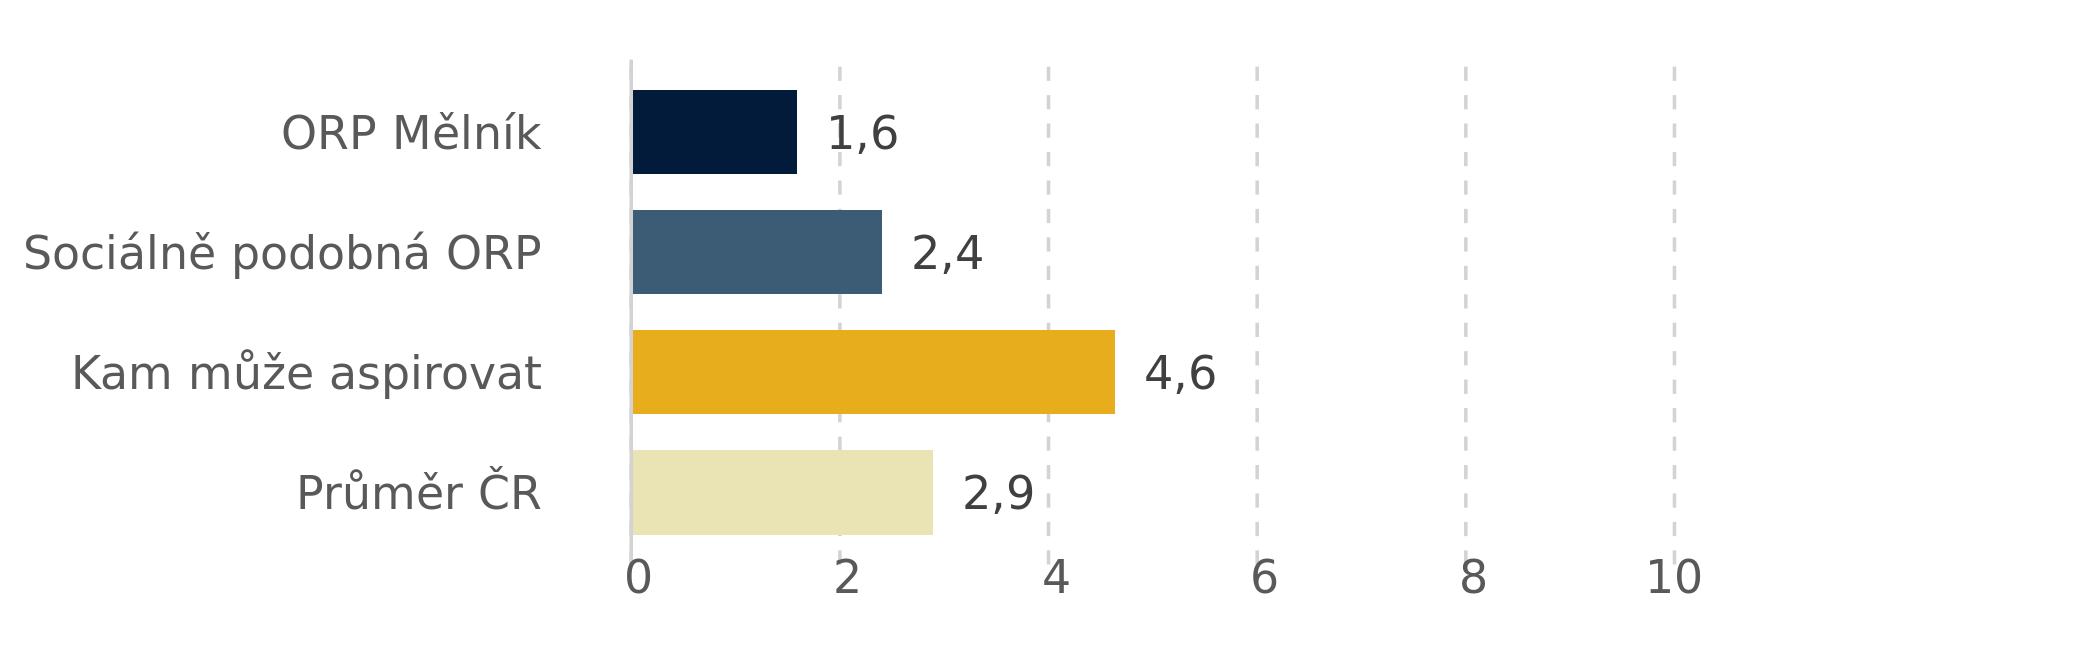 ORP Mělník 1,6
Sociálně podobná ORP 2,4
Kam může aspirovat 4,6
Průměr ČR 2,9
0 2 4 6 8 10